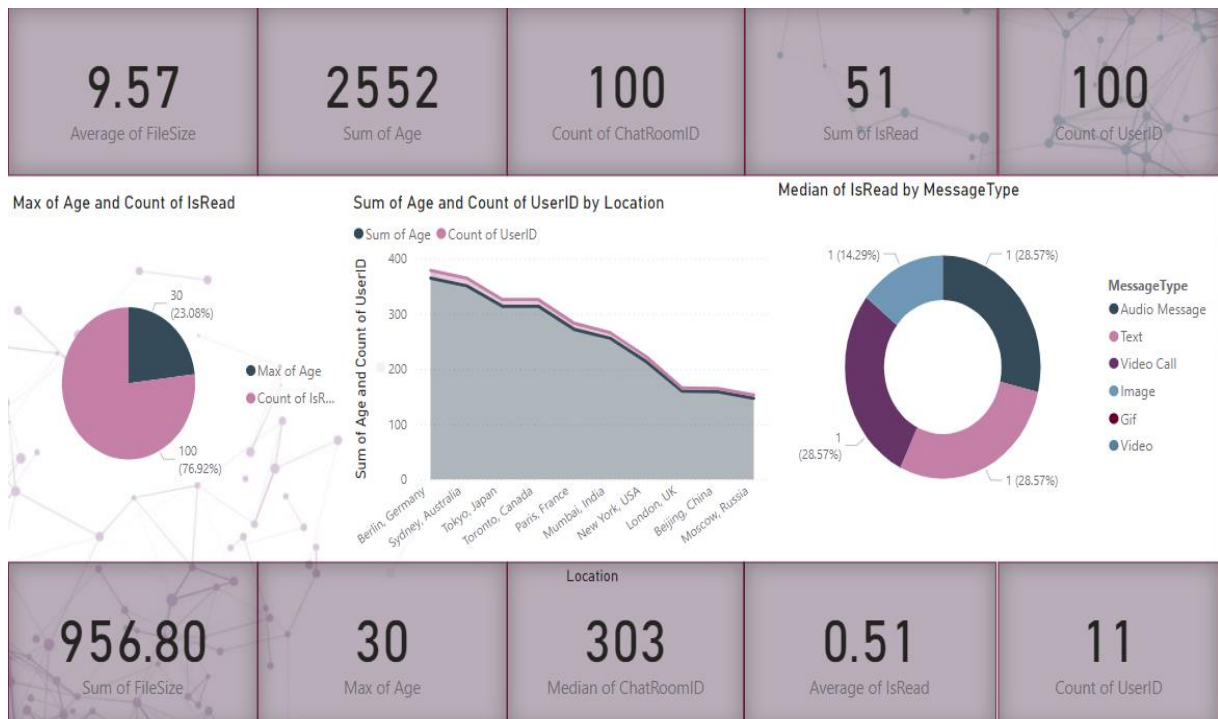 9.57
Average of FileSize
2552
Sum of Age
100
Count of ChatRoomID
51
Sum of IsRead
100
Count of UserID
Max of Age and Count of IsRead
30
(23.08%)
100
(76.92%)
Max of Age
Count of IsR...
Sum of Age and Count of UserID by Location
Sum of Age
Count of UserID
Sum of Age and Count of UserID
400
300
200
100
0
Berlin, Germany
Sydney, Australia
Tokyo, Japan
Toronto, Canada
Paris, France
Mumbai, India
New York, USA
London, UK
Beijing, China
Moscow, Russia
Location
Median of IsRead by MessageType
1 (14.29%)
1 (28.57%)
1
(28.57%)
1 (28.57%)
MessageType
Audio Message
Text
Video Call
Image
Gif
Video
956.80
Sum of FileSize
30
Max of Age
303
Median of ChatRoomID
0.51
Average of IsRead
11
Count of UserID